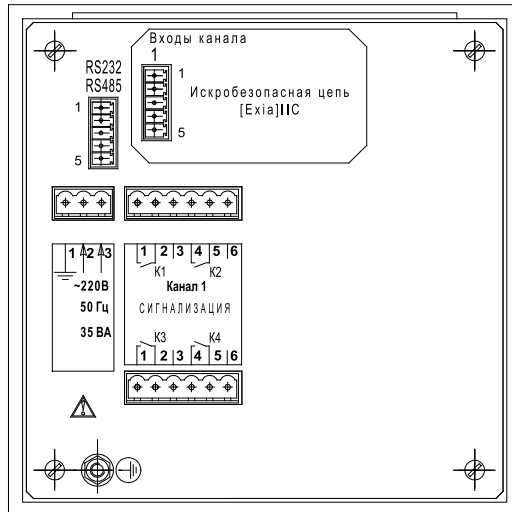 Входы канала
1
RS232
RS485
1
5
1
5
Искробезопасная цепь
[Exia]IIC
1 2 3
~220В
50 Гц
35 ВА
1 2 3 4 5 6
К1 К2
Канал 1
СИГНАЛИЗАЦИЯ
К3 К4
1 2 3 4 5 6